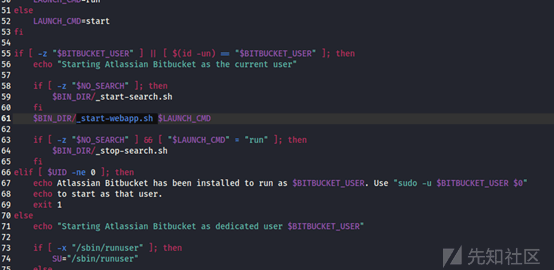 50 LAUNCH_CMD=run
51 else
52 LAUNCH_CMD=start
53 fi
54
55 if [ -z "$BITBUCKET_USER" ] || [ $(id -un) == "$BITBUCKET_USER" ]; then
56 echo "Starting Atlassian Bitbucket as the current user"
57
58 if [ -z "$NO_SEARCH" ]; then
59 $BIN_DIR/_start-search.sh
60 fi
61 $BIN_DIR/_start-webapp.sh $LAUNCH_CMD
62
63 if [ -z "$NO_SEARCH" ] && [ "$LAUNCH_CMD" = "run" ]; then
64 $BIN_DIR/_stop-search.sh
65 fi
66 elif [ $UID -ne 0 ]; then
67 echo Atlassian Bitbucket has been installed to run as $BITBUCKET_USER. Use "sudo -u $BITBUCKET_USER $0"
68 echo to start as that user.
69 exit 1
70 else
71 echo "Starting Atlassian Bitbucket as dedicated user $BITBUCKET_USER"
72
73 if [ -x "/sbin/runuser" ]; then
74 SU="/sbin/runuser"
75 else
先知社区